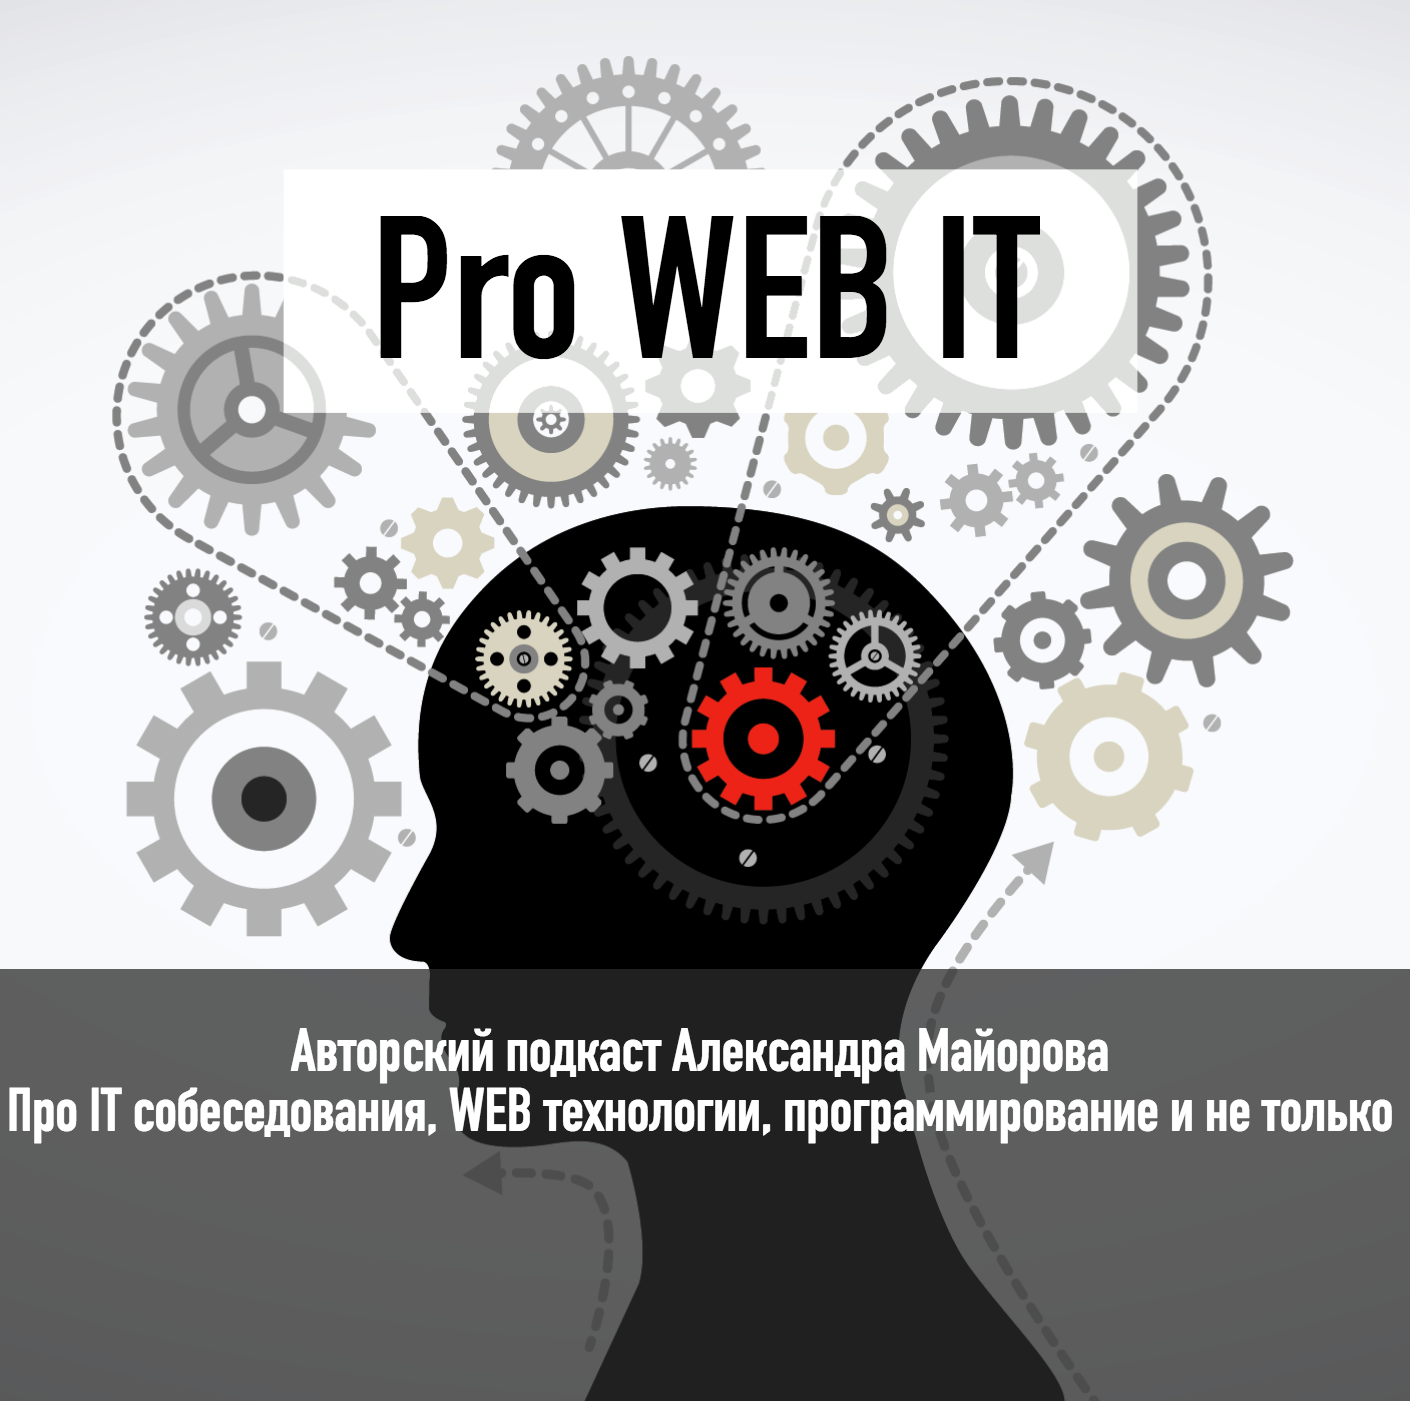 Pro WEB IT
Авторский подкаст Александра Майорова
Про IT собеседования, WEB технологии, программирование и не только